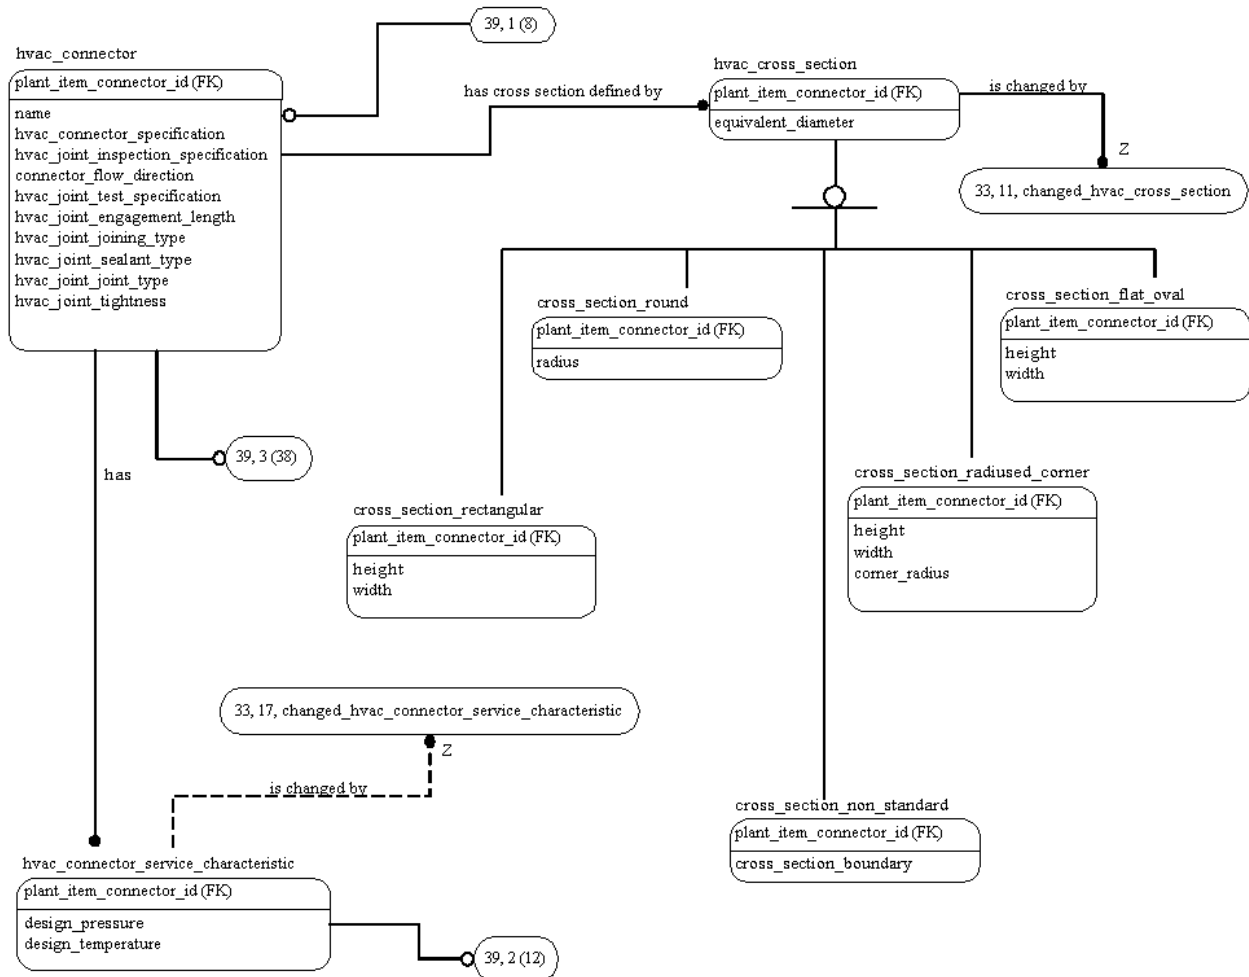 39, 1 (8)
hvac_connector
plant_item_connector_id (FK)
name
hvac_connector_specification
hvac_joint_inspection_specification
connector_flow_direction
hvac_joint_test_specification
hvac_joint_engagement_length
hvac_joint_joining_type
hvac_joint_sealant_type
hvac_joint_joint_type
hvac_joint_tightness
has cross section defined by
hvac_cross_section
plant_item_connector_id (FK)
equivalent_diameter
is changed by
Z
33, 11, changed_hvac_cross_section
cross_section_round
plant_item_connector_id (FK)
radius
cross_section_flat_oval
plant_item_connector_id (FK)
height
width
39, 3 (38)
has
cross_section_rectangular
plant_item_connector_id (FK)
height
width
cross_section_radiused_corner
plant_item_connector_id (FK)
height
width
corner_radius
33, 17, changed_hvac_connector_service_characteristic
Z
is changed by
cross_section_non_standard
plant_item_connector_id (FK)
cross_section_boundary
hvac_connector_service_characteristic
plant_item_connector_id (FK)
design_pressure
design_temperature
39, 2 (12)